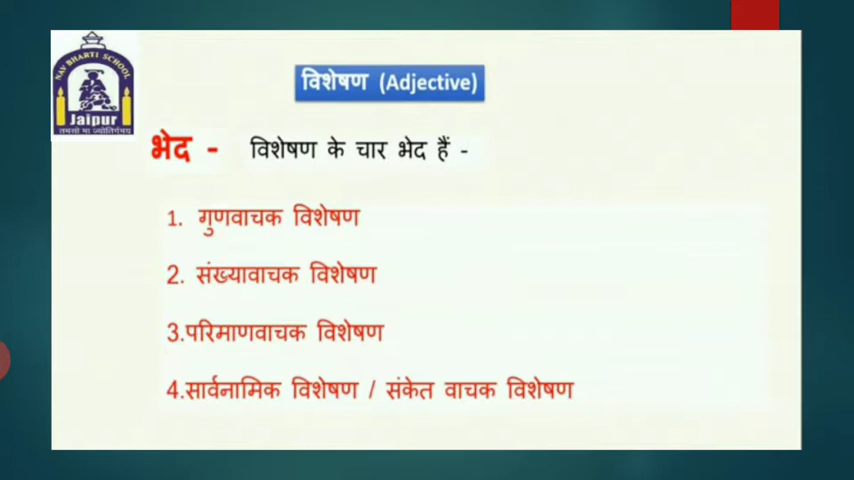 NAV BHARTI SCHOOL
Jaipur
तमसो मा ज्योतिर्गमय
विशेषण (Adjective)
भेद - विशेषण के चार भेद हैं -
1. गुणवाचक विशेषण
2. संख्यावाचक विशेषण
3.परिमाणवाचक विशेषण
4.सार्वनामिक विशेषण / संकेत वाचक विशेषण